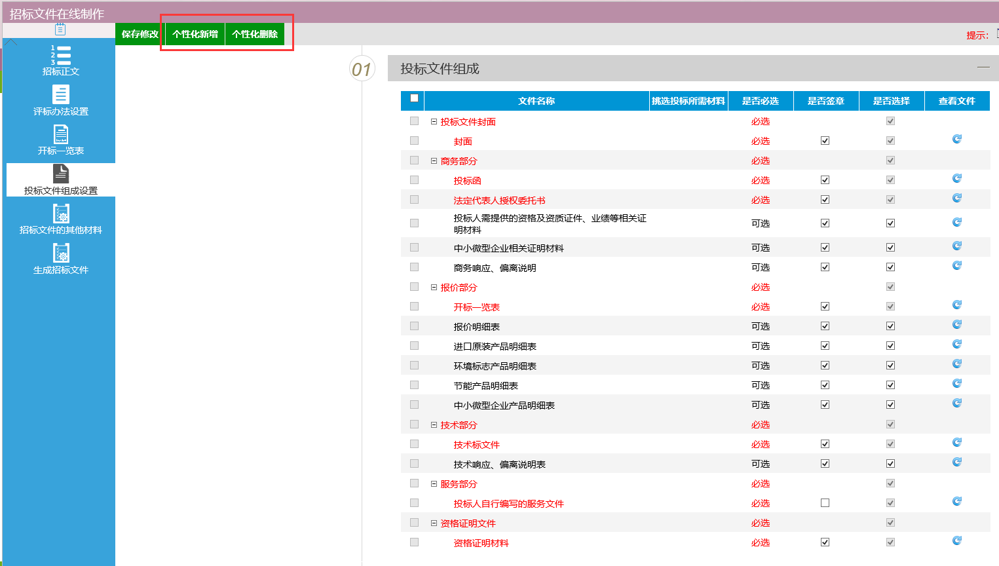 招标文件在线制作
保存修改 个性化新增 个性化删除
提示:
1
2
3
招标正文
评标办法设置
开标一览表
投标文件组成设置
招标文件的其他材料
生成招标文件
01 投标文件组成
文件名称 挑选投标所需材料 是否必选 是否签章 是否选择 查看文件
投标文件封面 必选
封面 必选
商务部分 必选
投标函 必选
法定代表人授权委托书 必选
投标人需提供的资格及资质证件、业绩等相关证
明材料 可选
中小微型企业相关证明材料 可选
商务响应、偏离说明 可选
报价部分 必选
开标一览表 必选
报价明细表 可选
进口原装产品明细表 可选
环境标志产品明细表 可选
节能产品明细表 可选
中小微型企业产品明细表 可选
技术部分 必选
技术标文件 必选
技术响应、偏离说明表 可选
服务部分 必选
投标人自行编写的服务文件 必选
资格证明文件 必选
资格证明材料 必选